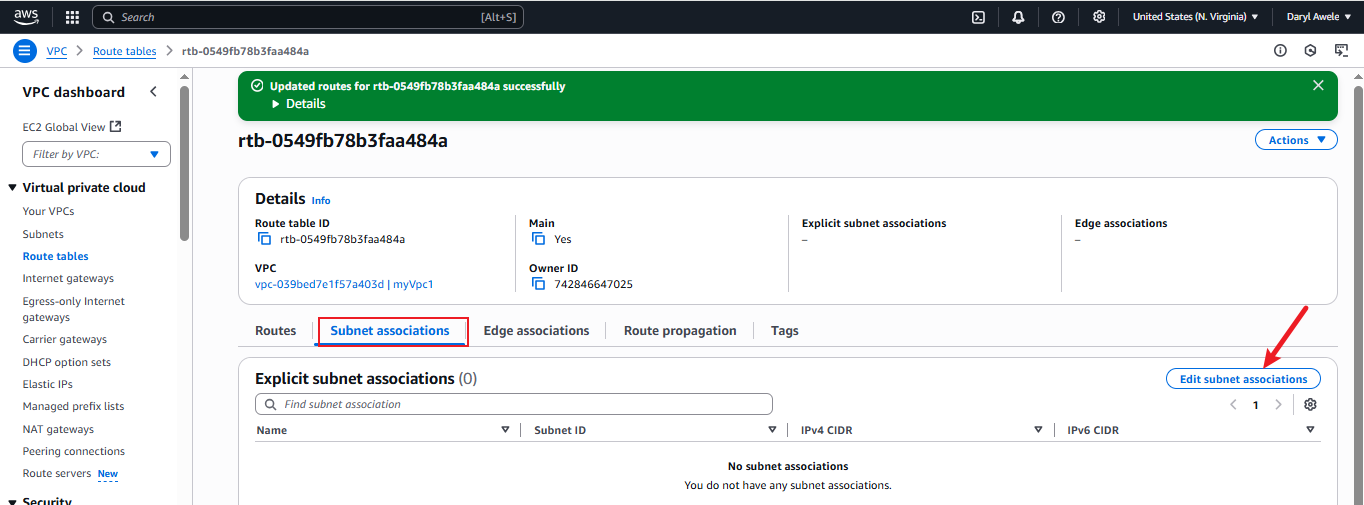 aws
Search
[Alt+S]
United States (N. Virginia)
Daryl Awele
VPC
Route tables
rtb-0549fb78b3faa484a
VPC dashboard
EC2 Global View
Filter by VPC:
Virtual private cloud
Your VPCs
Subnets
Route tables
Internet gateways
Egress-only Internet
gateways
Carrier gateways
DHCP option sets
Elastic IPs
Managed prefix lists
NAT gateways
Peering connections
Route servers New
Security
Updated routes for rtb-0549fb78b3faa484a successfully
Details
rtb-0549fb78b3faa484a
Actions
Details Info
Route table ID
rtb-0549fb78b3faa484a
Main
Yes
Explicit subnet associations
–
Edge associations
–
VPC
vpc-039bed7e1f57a403d | myVpc1
Owner ID
742846647025
Routes
Subnet associations
Edge associations
Route propagation
Tags
Explicit subnet associations (0)
Edit subnet associations
Find subnet association
1
Name
Subnet ID
IPv4 CIDR
IPv6 CIDR
No subnet associations
You do not have any subnet associations.